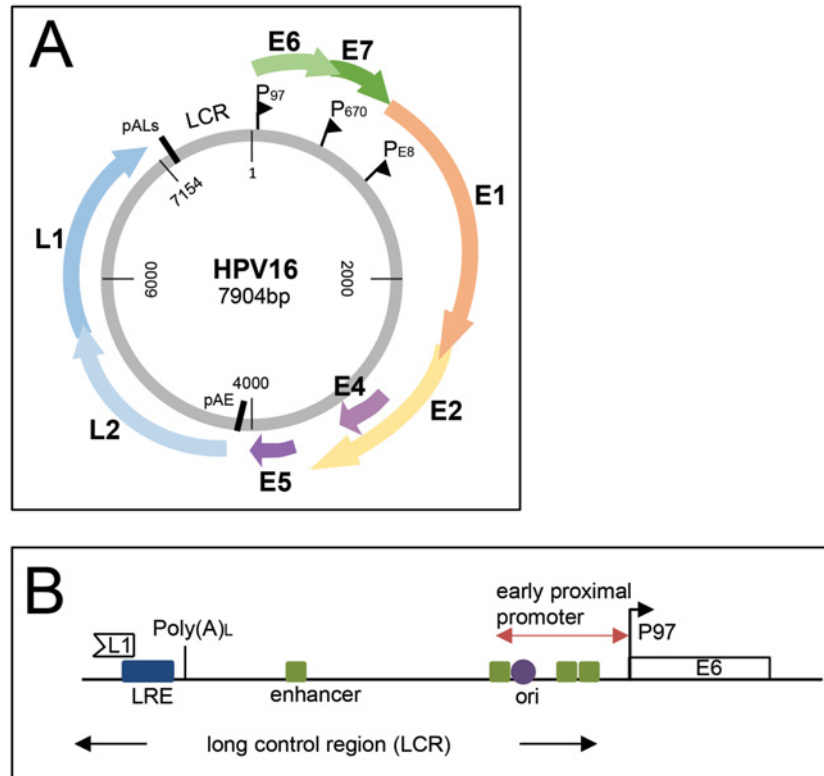 A
E6
E7
P97
P670
PE8
LCR
pALs
7154
1
E1
L1
HPV16
7904bp
6000
2000
4000
pAE
E4
E2
L2
E5
B
early proximal
promoter
L1
Poly(A)L
P97
E6
LRE
enhancer
ori
long control region (LCR)